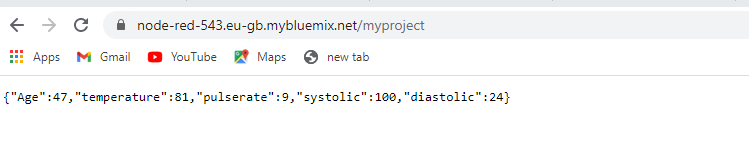 node-red-543.eu-gb.mybluemix.net/myproject
Apps Gmail YouTube Maps new tab
{"Age":47,"temperature":81,"pulserate":9,"systolic":100,"diastolic":24}